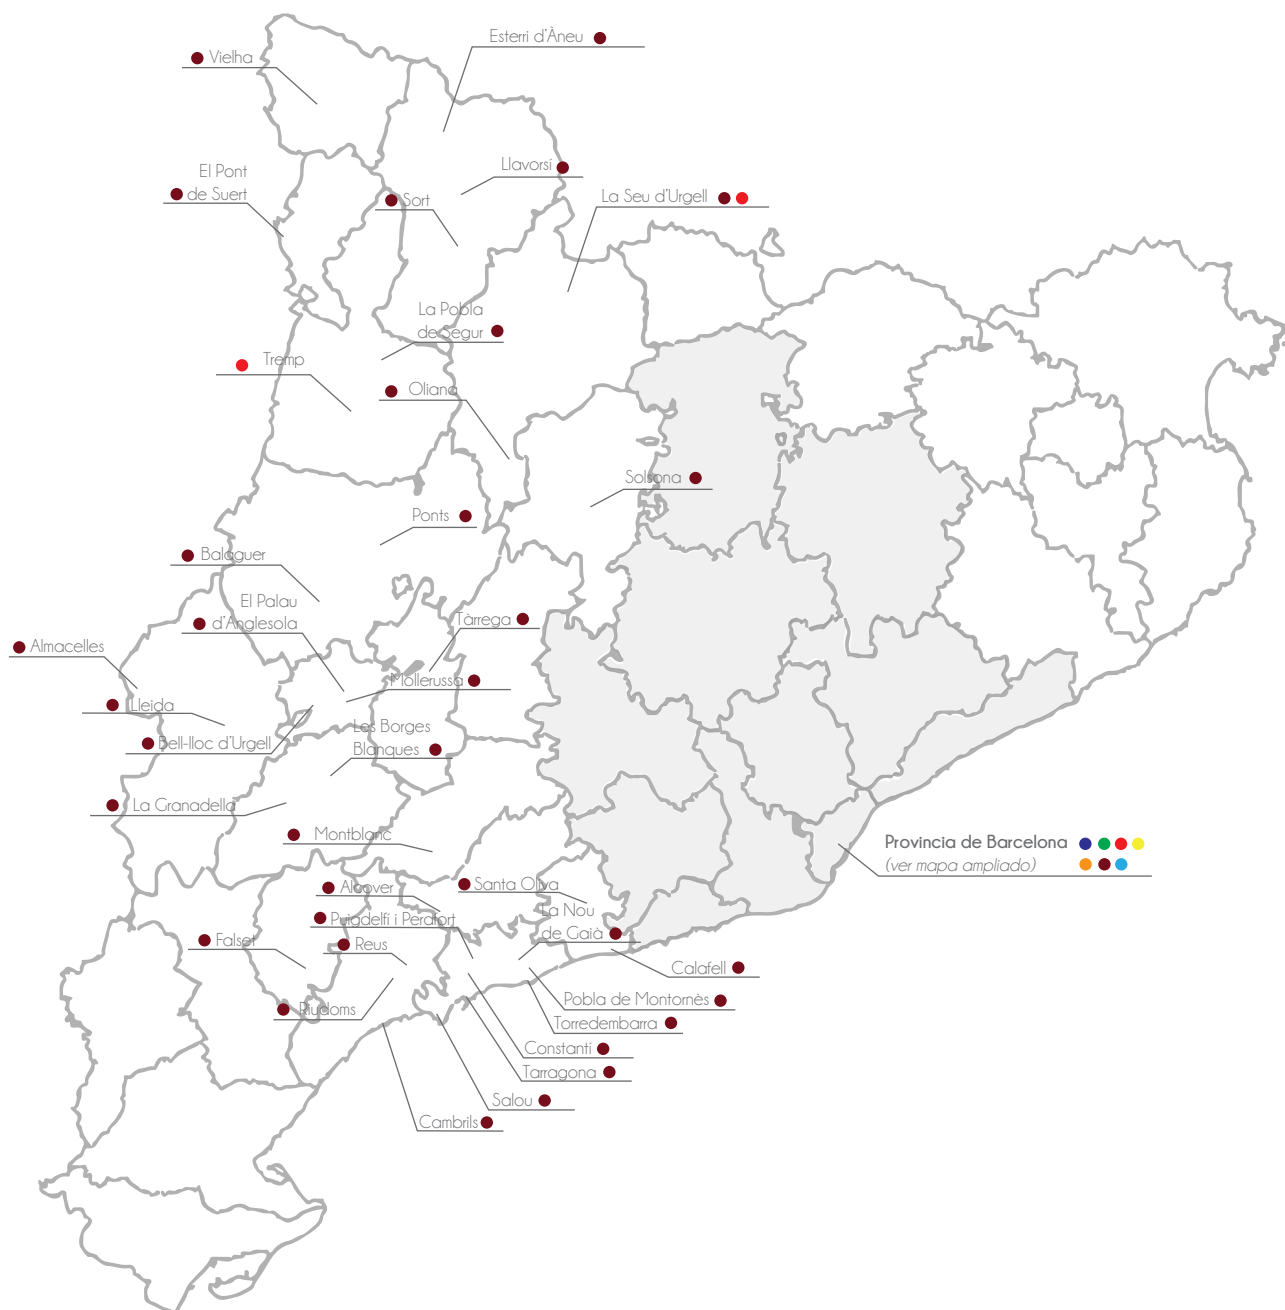 Esterri d'Àneu
Vielha
Llavorsí
El Pont
de Suert
Sort
La Seu d'Urgell
La Pobla
de Segur
Tremp
Oliana
Solsona
Ponts
Balaguer
El Palau
d'Anglesola
Tàrrega
Almacelles
Mollerussa
Lleida
Les Borges
Blanques
Bell-lloc d'Urgell
La Granadella
Montblanc
Provincia de Barcelona
(ver mapa ampliado)
Alcover
Santa Oliva
La Nou
de Gaià
Puigdelfí i Perafort
Falset
Reus
Calafell
Riudoms
Pobla de Montornès
Torredembarra
Constantí
Tarragona
Salou
Cambrils